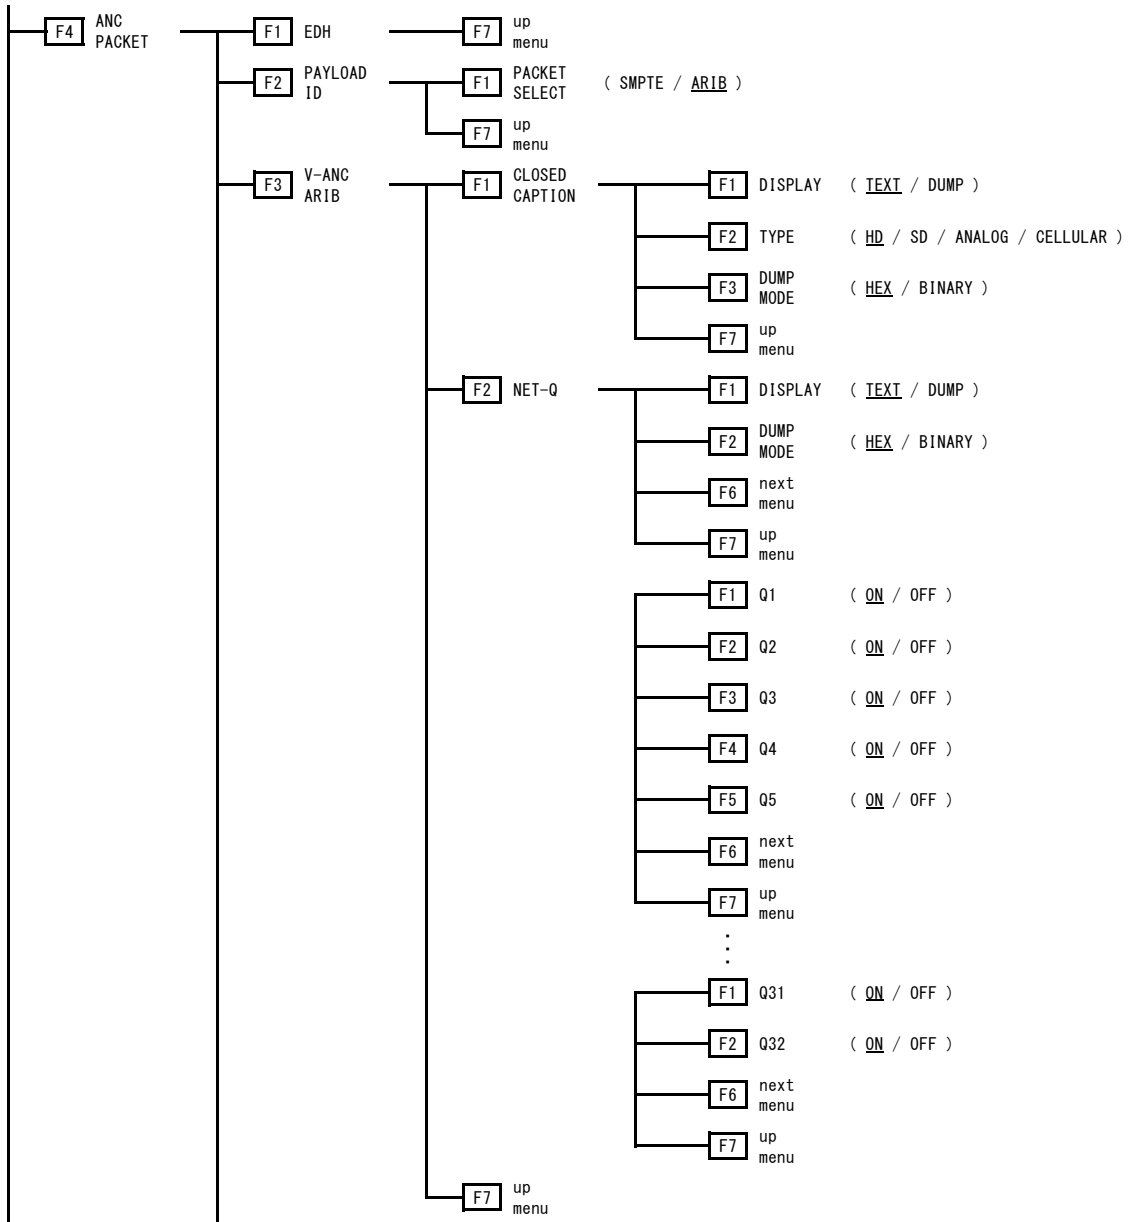 F4 ANC PACKET F1 EDH F7 up menu
F2 PAYLOAD ID F1 PACKET SELECT ( SMPTE / ARIB )
F7 up menu
F3 V-ANC ARIB F1 CLOSED CAPTION F1 DISPLAY ( TEXT / DUMP )
F2 TYPE ( HD / SD / ANALOG / CELLULAR )
F3 DUMP MODE ( HEX / BINARY )
F7 up menu
F2 NET-Q F1 DISPLAY ( TEXT / DUMP )
F2 DUMP MODE ( HEX / BINARY )
F6 next menu
F7 up menu
F1 Q1 ( ON / OFF )
F2 Q2 ( ON / OFF )
F3 Q3 ( ON / OFF )
F4 Q4 ( ON / OFF )
F5 Q5 ( ON / OFF )
F6 next menu
F7 up menu
⋮
F1 Q31 ( ON / OFF )
F2 Q32 ( ON / OFF )
F6 next menu
F7 up menu
F7 up menu